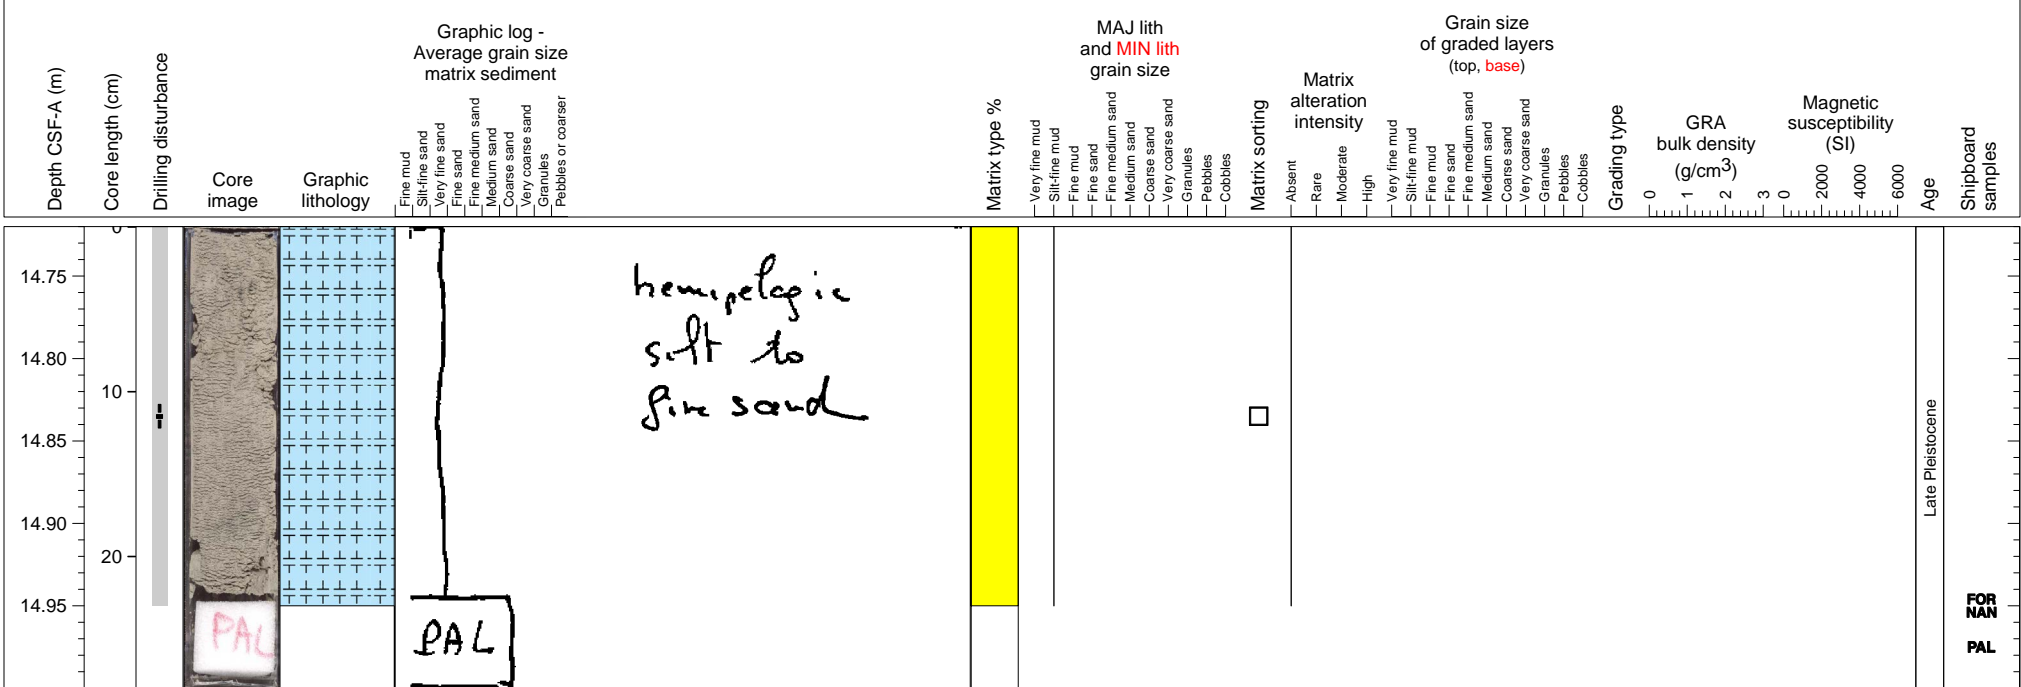 Depth CSF-A (m)
Core length (cm)
Drilling disturbance
Core
image
Graphic
lithology
Graphic log -
Average grain size
matrix sediment
Fine mud
Silt-fine sand
Very fine sand
Fine sand
Fine medium sand
Medium sand
Coarse sand
Very coarse sand
Granules
Pebbles or coarser
Matrix type %
MAJ lith
and MIN lith
grain size
Very fine mud
Silt-fine mud
Fine mud
Fine sand
Fine medium sand
Medium sand
Coarse sand
Very coarse sand
Granules
Pebbles
Cobbles
Matrix sorting
Matrix
alteration
intensity
Absent
Rare
Moderate
High
Grain size
of graded layers
(top, base)
Very fine mud
Silt-fine mud
Fine mud
Fine sand
Fine medium sand
Medium sand
Coarse sand
Very coarse sand
Granules
Pebbles
Cobbles
Grading type
GRA
bulk density
(g/cm3)
0 1 2 3
Magnetic
susceptibility
(SI)
0 2000 4000 6000
Age
Shipboard
samples
0
14.75
14.80
10
14.85
14.90
20
14.95
hemipelagic
silt to
fine sand
Late Pleistocene
PAL
PAL
FOR
NAN
PAL